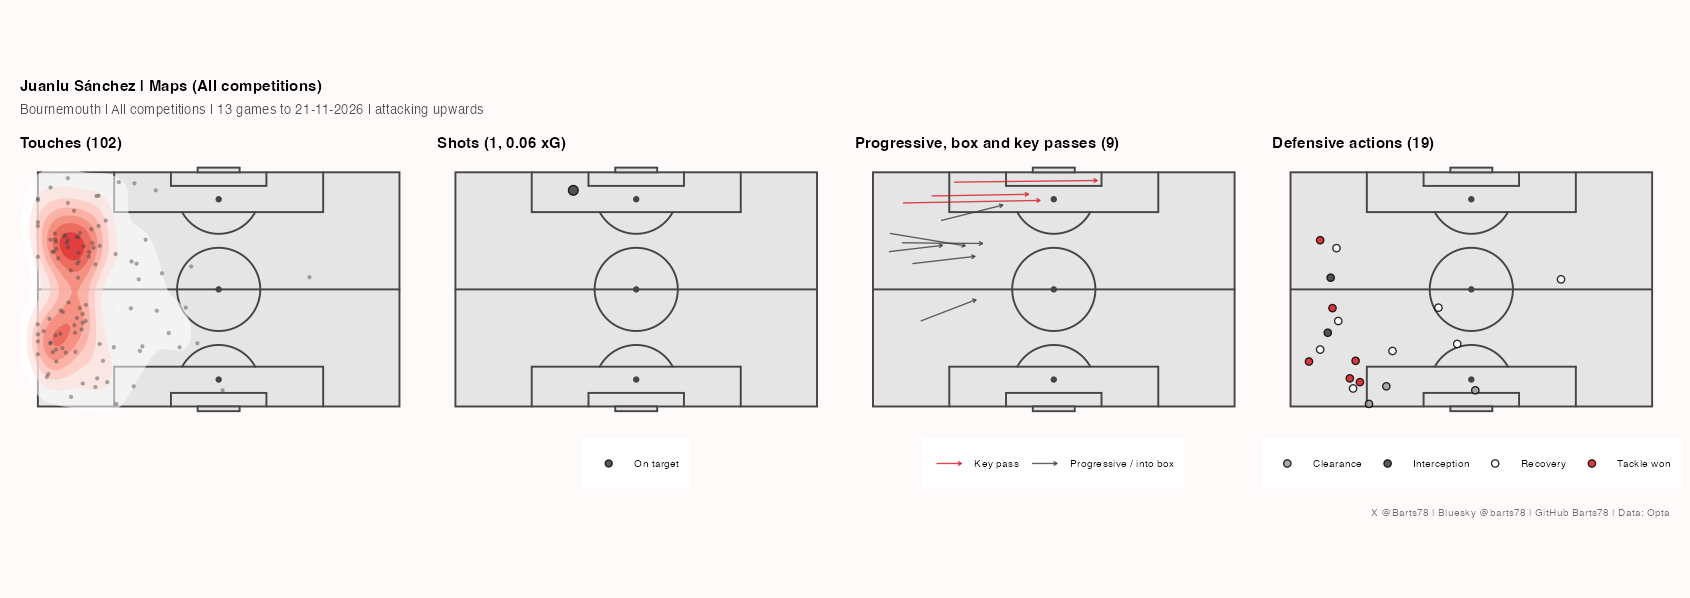 Juanlu Sánchez | Maps (All competitions)
Bournemouth | All competitions | 13 games to 21-11-2026 | attacking upwards
Touches (102)
Shots (1, 0.06 xG)
Progressive, box and key passes (9)
Defensive actions (19)
On target
Key pass
Progressive / into box
Clearance
Interception
Recovery
Tackle won
X @Barts78 | Bluesky @barts78 | GitHub Barts78 | Data: Opta